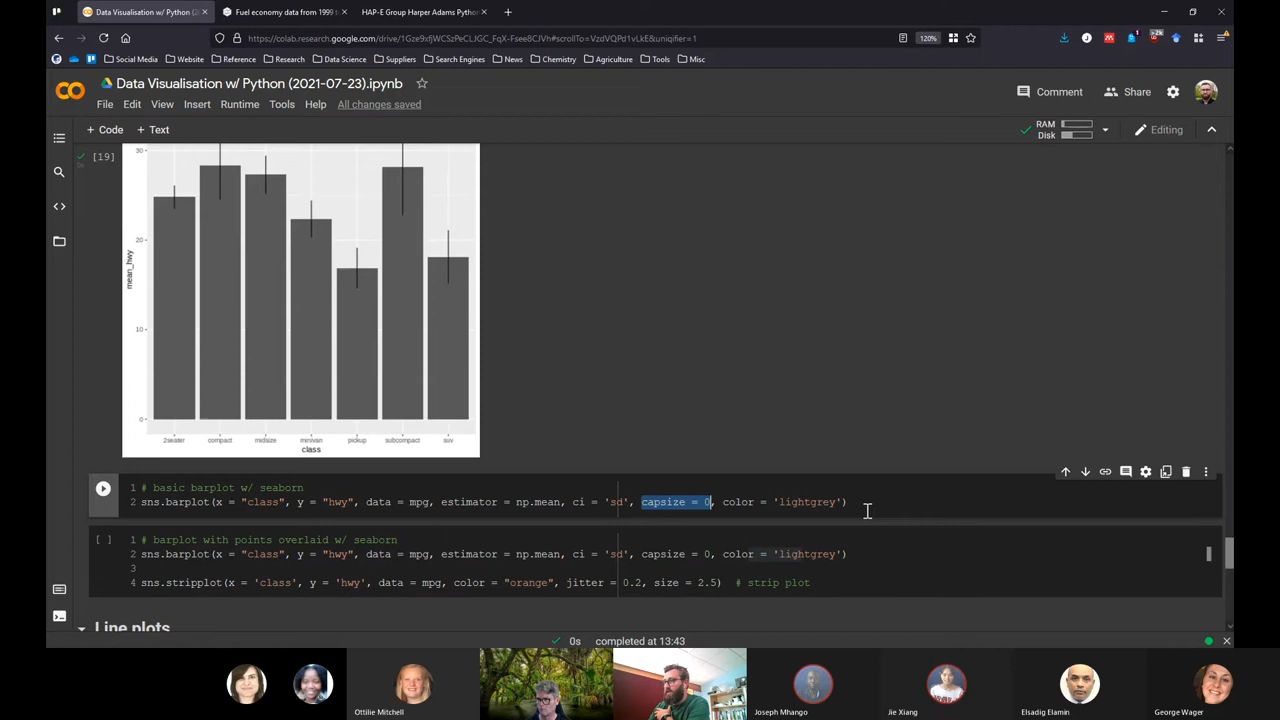 Data Visualisation w/ Python (2
Fuel economy data from 1999 t
HAP-E Group Harper Adams Pytho
https://colab.research.google.com/drive/1Gze9xfjWCSzPeCLJGC_FqX-Fsee8CJVh#scrollTo=VzdVQPd1vLkE&uniqifier=1
120%
Social Media
Website
Reference
Research
Data Science
Suppliers
Search Engines
News
Chemistry
Agriculture
Tools
Misc
CO
Data Visualisation w/ Python (2021-07-23).ipynb
Comment
Share
File Edit View Insert Runtime Tools Help All changes saved
+ Code + Text
RAM
Disk
Editing
[19]
30
20
10
0
mean_hwy
2seater compact midsize minivan pickup subcompact suv
class
1 # basic barplot w/ seaborn
2 sns.barplot(x = "class", y = "hwy", data = mpg, estimator = np.mean, ci = 'sd', capsize = 0, color = 'lightgrey')
[ ]
1 # barplot with points overlaid w/ seaborn
2 sns.barplot(x = "class", y = "hwy", data = mpg, estimator = np.mean, ci = 'sd', capsize = 0, color = 'lightgrey')
3
4 sns.stripplot(x = 'class', y = 'hwy', data = mpg, color = "orange", jitter = 0.2, size = 2.5) # strip plot
Line plots
0s completed at 13:43
Ottilie Mitchell
Joseph Mhango
Jie Xiang
Elsadig Elamin
George Wager